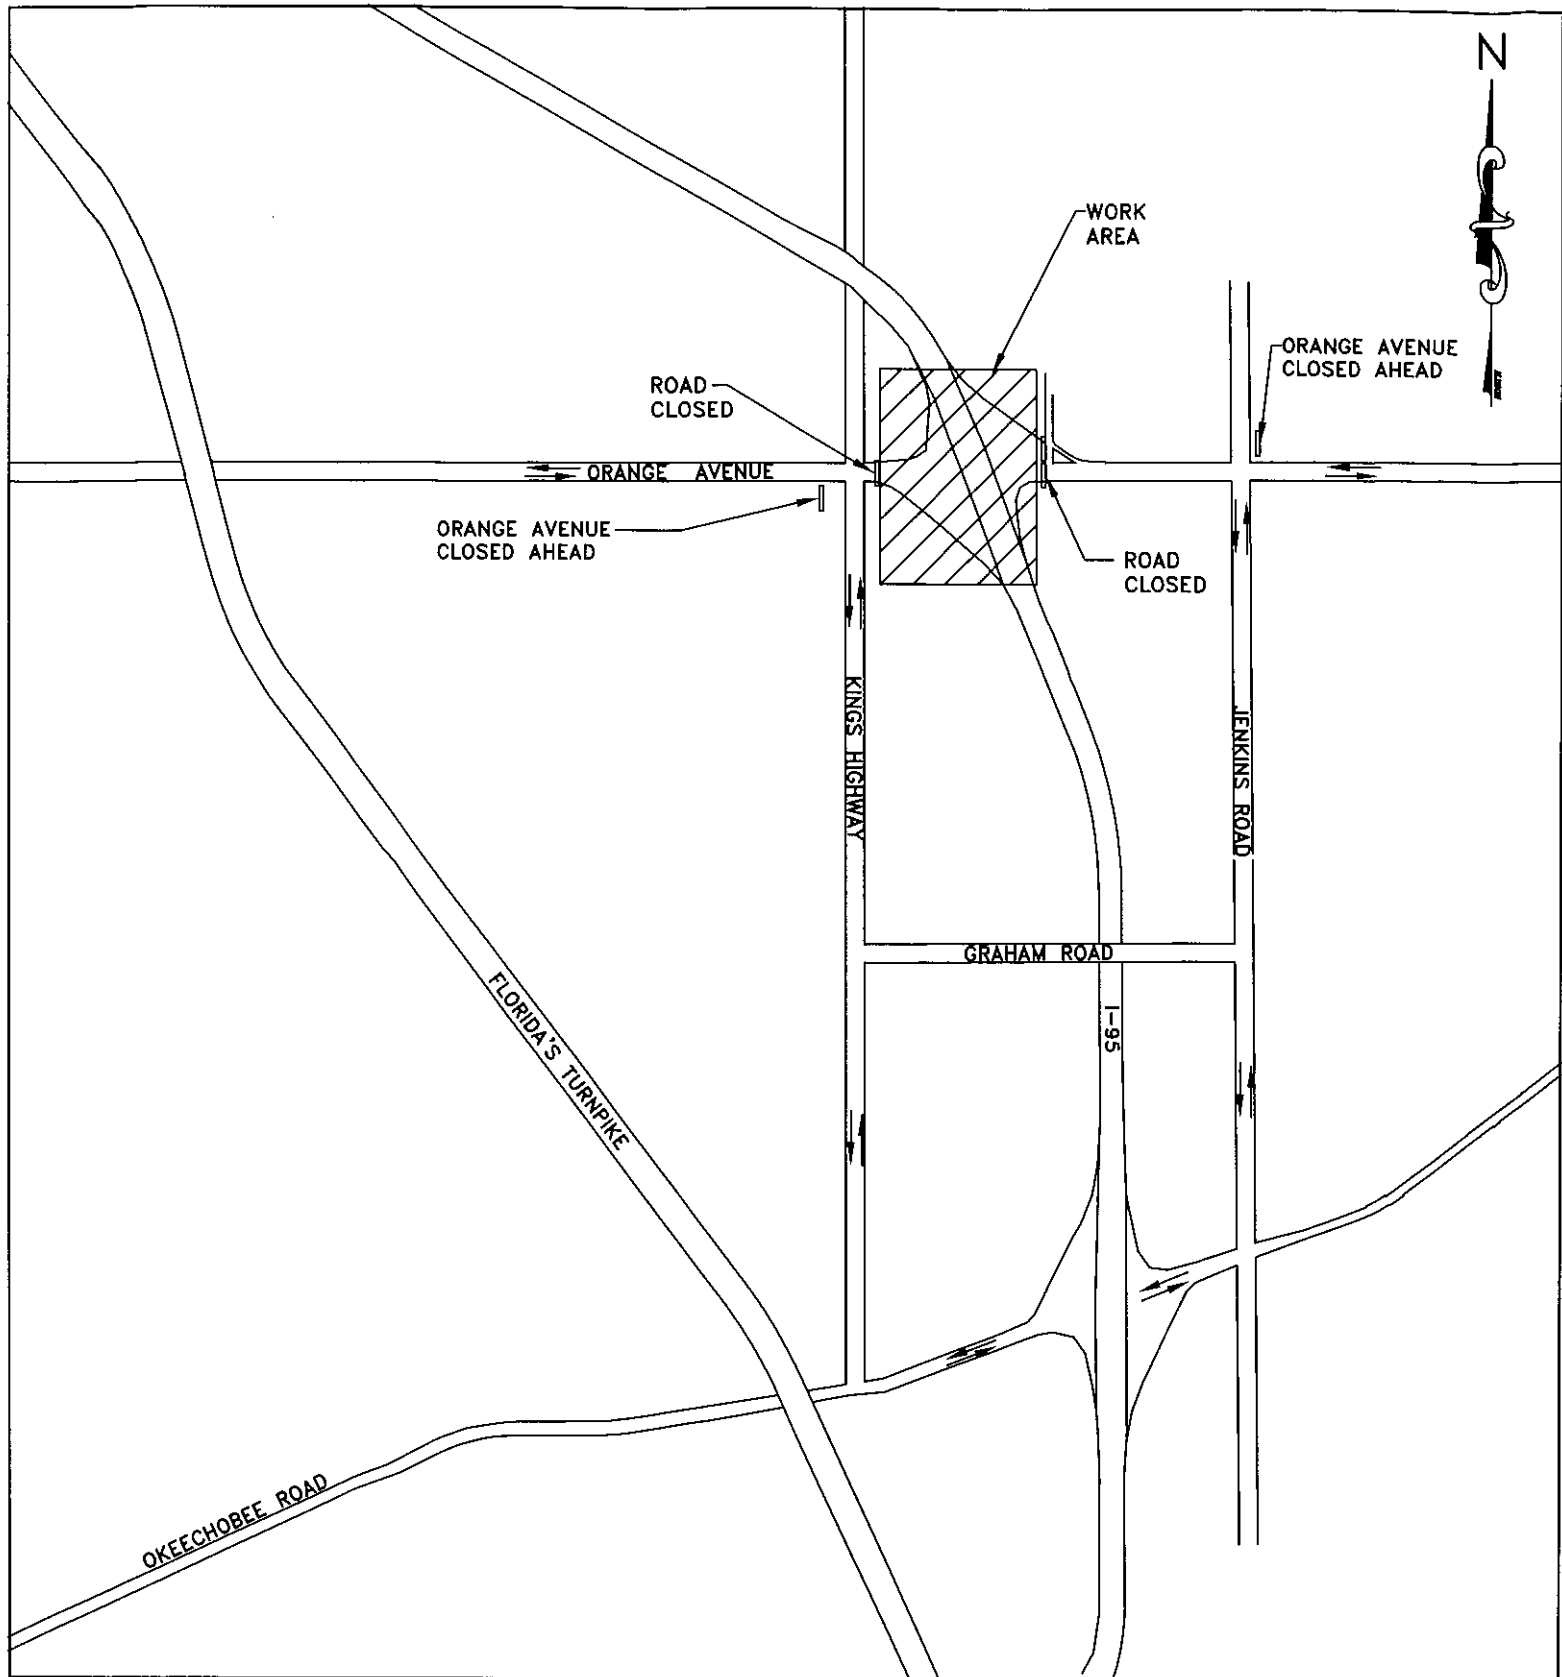 N
WORK
AREA
ORANGE AVENUE
CLOSED AHEAD
ROAD
CLOSED
ORANGE AVENUE
ORANGE AVENUE
CLOSED AHEAD
ROAD
CLOSED
KINGS HIGHWAY
JENKINS ROAD
GRAHAM ROAD
FLORIDA'S TURNPIKE
I-95
OKEECHOBEE ROAD